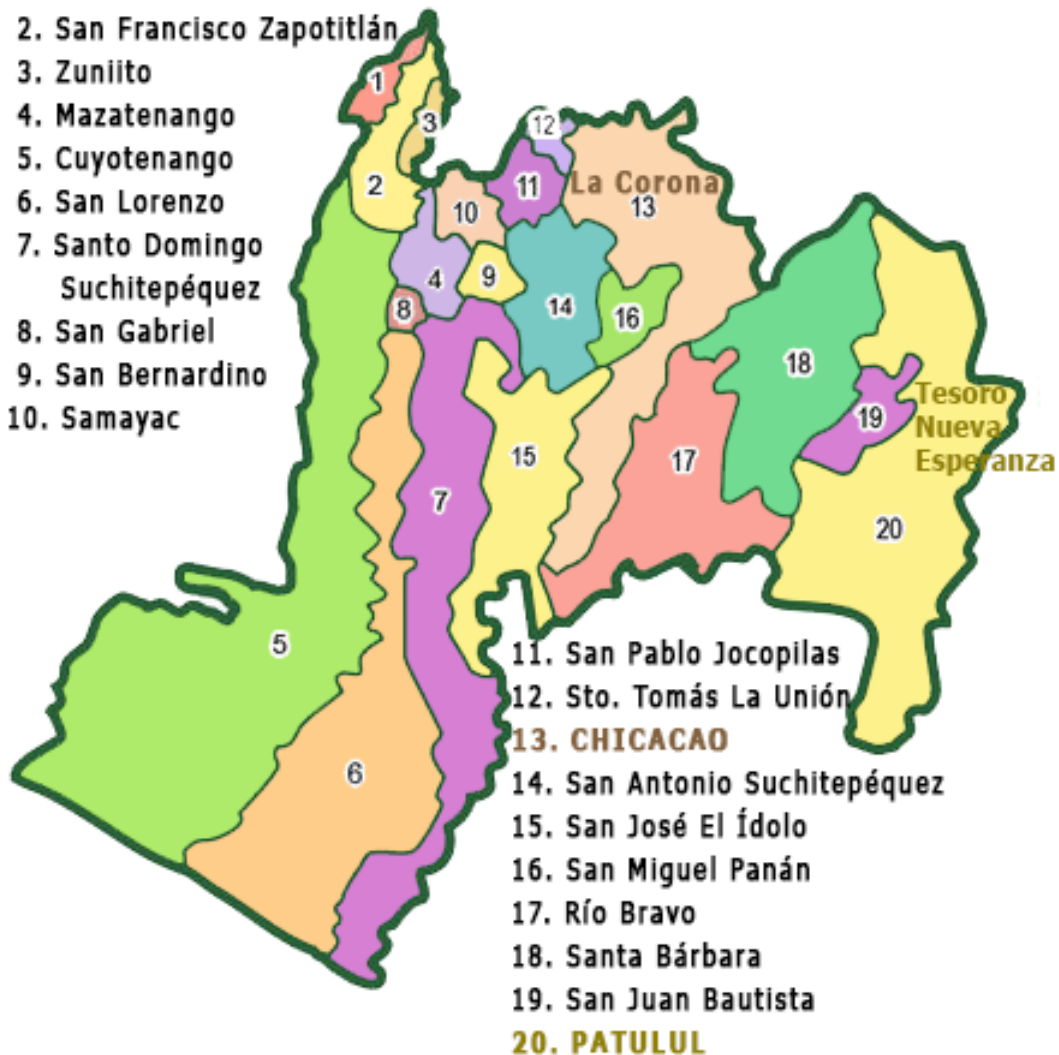 2. San Francisco Zapotitlán
3. Zuniito
4. Mazatenango
5. Cuyotenango
6. San Lorenzo
7. Santo Domingo
Suchitepéquez
8. San Gabriel
9. San Bernardino
10. Samayac
1
2
3
12
11
La Corona
13
10
4
9
8
14
16
18
19
Tesoro
Nueva
Esperanza
15
17
7
20
5
6
11. San Pablo Jocopilas
12. Sto. Tomás La Unión
13. CHICACAO
14. San Antonio Suchitepéquez
15. San José El Ídolo
16. San Miguel Panán
17. Río Bravo
18. Santa Bárbara
19. San Juan Bautista
20. PATULUL